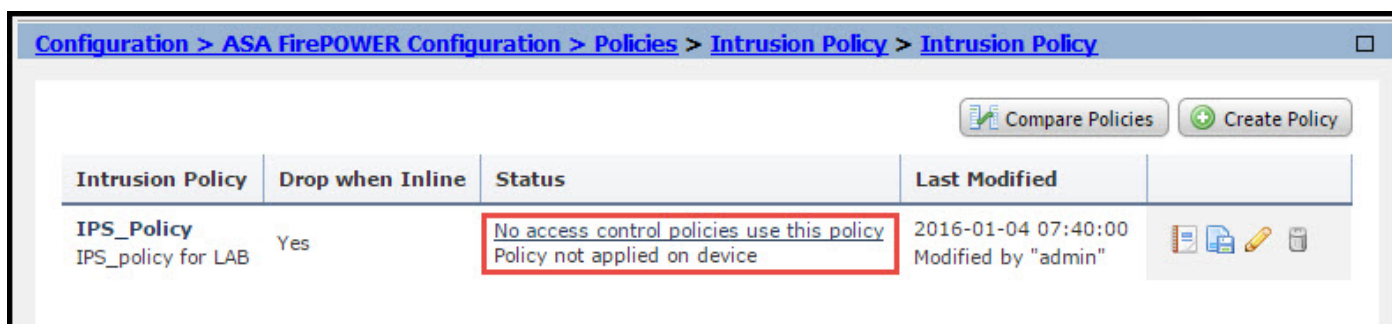 Configuration > ASA FirePOWER Configuration > Policies > Intrusion Policy > Intrusion Policy
Compare Policies
Create Policy
Intrusion Policy
Drop when Inline
Status
Last Modified
IPS_Policy
IPS_policy for LAB
Yes
No access control policies use this policy
Policy not applied on device
2016-01-04 07:40:00
Modified by "admin"